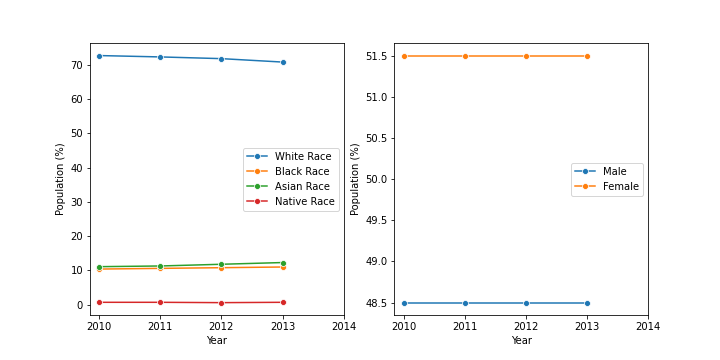 70
60
50
40
30
20
10
0
Population (%)
2010 2011 2012 2013 2014
Year
White Race
Black Race
Asian Race
Native Race
51.5
51.0
50.5
50.0
49.5
49.0
48.5
Population (%)
2010 2011 2012 2013 2014
Year
Male
Female